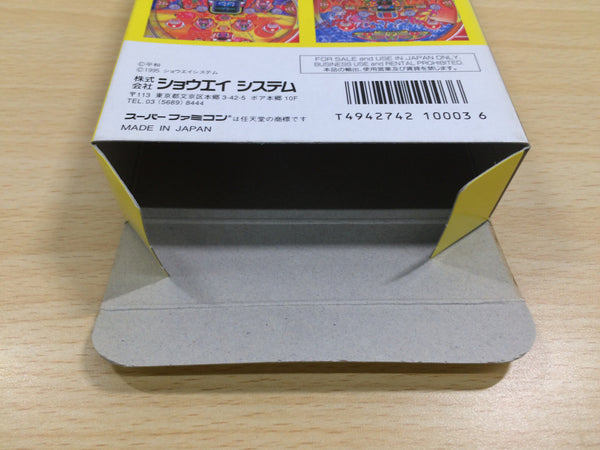 ©平和
©1995 ショウエイシステム
株式会社 ショウエイ システム
〒113 東京都文京区本郷3-42-5 ボア本郷 10F
TEL. 03 (5689) 8444
スーパー ファミコン®は任天堂の商標です
MADE IN JAPAN
FOR SALE and USE IN JAPAN ONLY.
BUSINESS USE and RENTAL PROHIBITED.
本品の輸出、使用営業及び賃貸を禁じます。
T4942742 10003 6